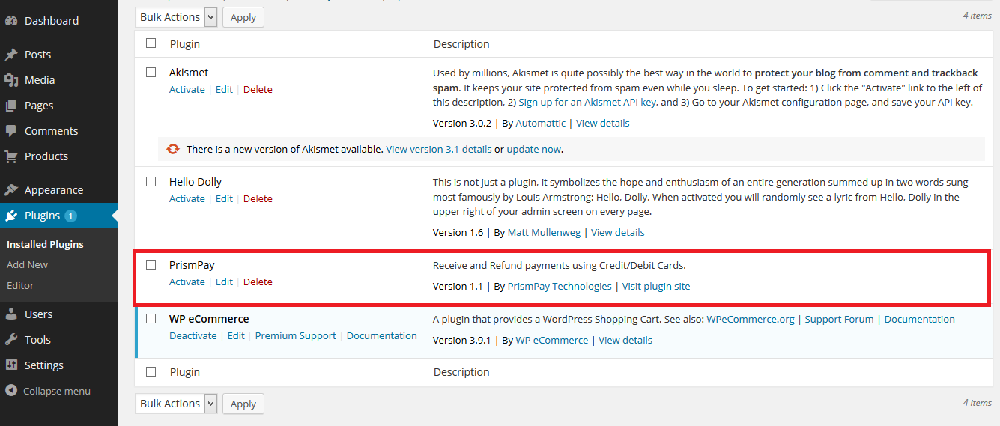 Dashboard
Posts
Media
Pages
Comments
Products
Appearance
Plugins 1
Installed Plugins
Add New
Editor
Users
Tools
Settings
Collapse menu
Bulk Actions Apply 4 items
Plugin Description
Akismet
Activate | Edit | Delete
Used by millions, Akismet is quite possibly the best way in the world to protect your blog from comment and trackback
spam. It keeps your site protected from spam even while you sleep. To get started: 1) Click the "Activate" link to the left of
this description, 2) Sign up for an Akismet API key, and 3) Go to your Akismet configuration page, and save your API key.
Version 3.0.2 | By Automattic | View details
There is a new version of Akismet available. View version 3.1 details or update now.
Hello Dolly
Activate | Edit | Delete
This is not just a plugin, it symbolizes the hope and enthusiasm of an entire generation summed up in two words sung
most famously by Louis Armstrong: Hello, Dolly. When activated you will randomly see a lyric from Hello, Dolly in the
upper right of your admin screen on every page.
Version 1.6 | By Matt Mullenweg | View details
PrismPay
Activate | Edit | Delete
Receive and Refund payments using Credit/Debit Cards.
Version 1.1 | By PrismPay Technologies | Visit plugin site
WP eCommerce
Deactivate | Edit | Premium Support | Documentation
A plugin that provides a WordPress Shopping Cart. See also: WPeCommerce.org | Support Forum | Documentation
Version 3.9.1 | By WP eCommerce | View details
Plugin Description
Bulk Actions Apply 4 items